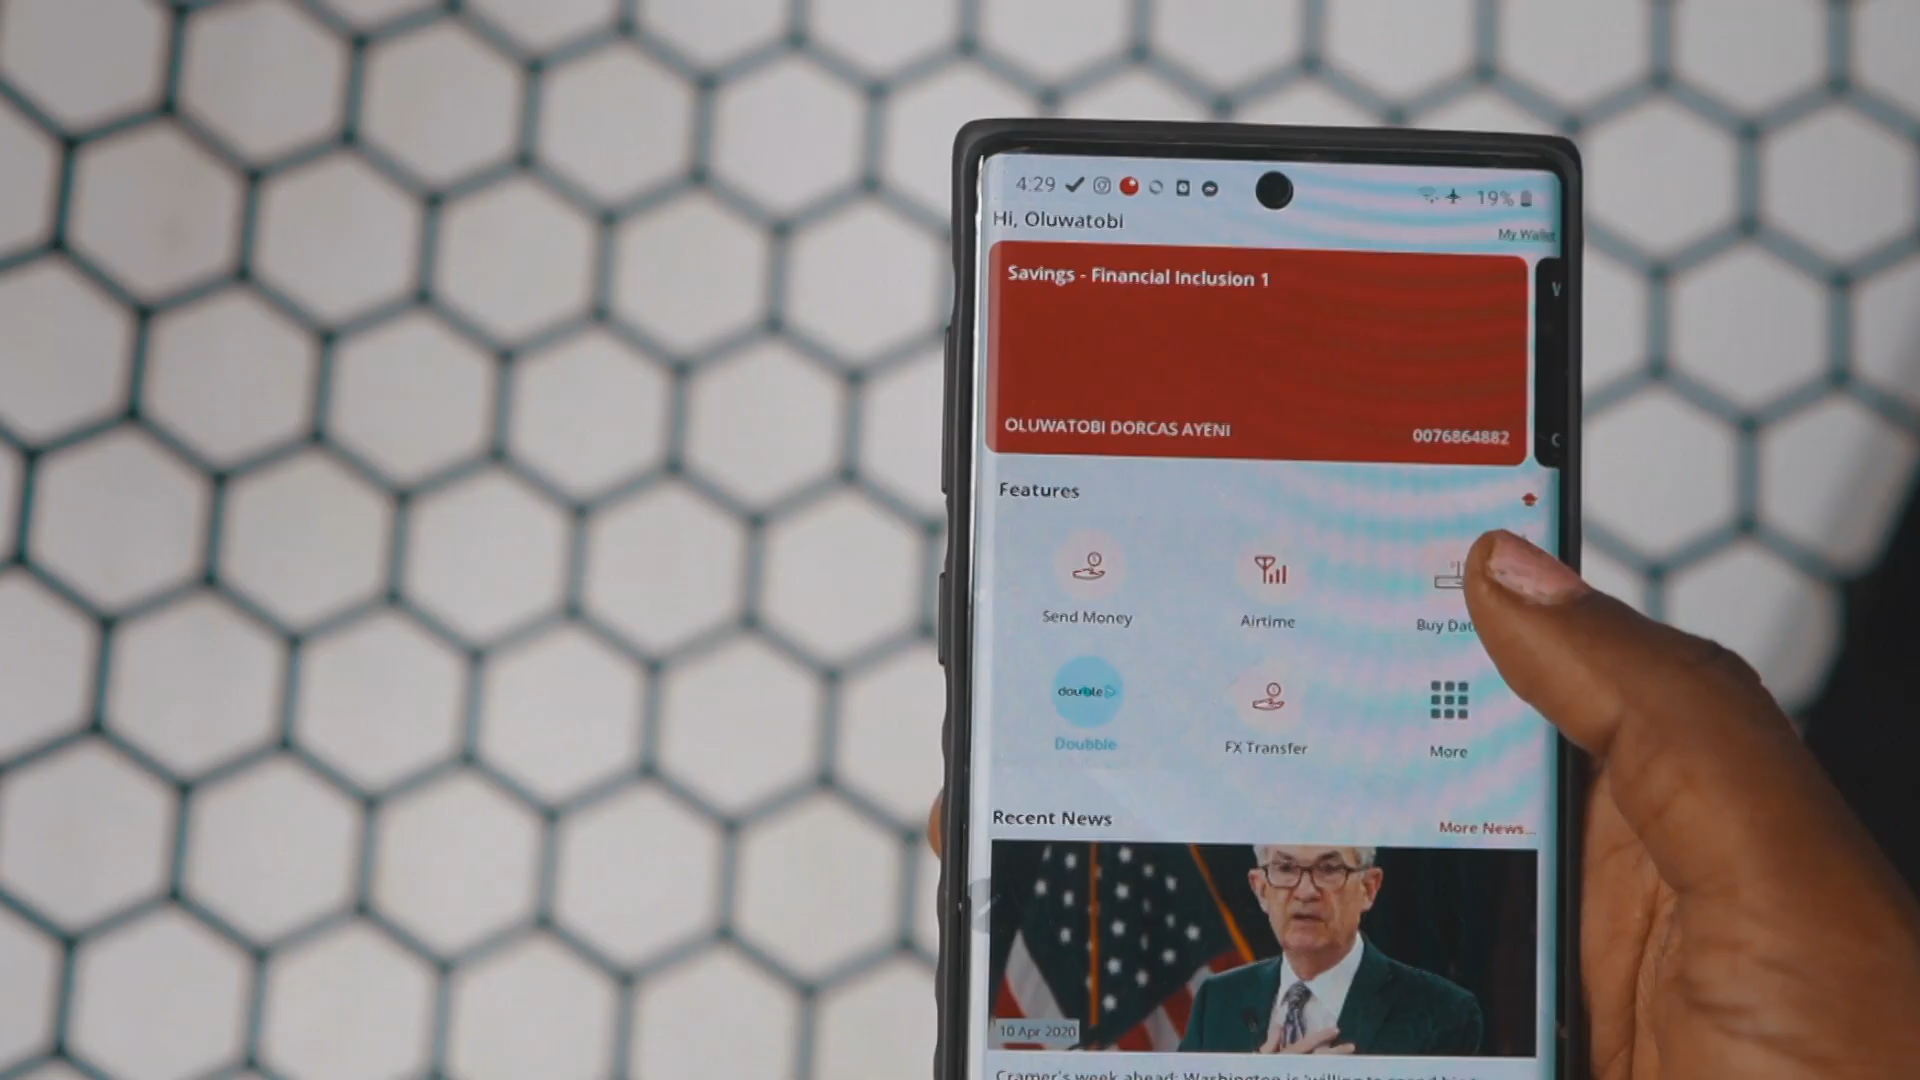 4:29
19%
Hi, Oluwatobi
My Wallet
Savings - Financial Inclusion 1
OLUWATOBI DORCAS AYENI
0076864882
Features
Send Money
Airtime
Buy Dat
doubble
Doubble
FX Transfer
More
Recent News
More News...
10 Apr 2020
Cramer's week ahead: Washington is 'willing to spend